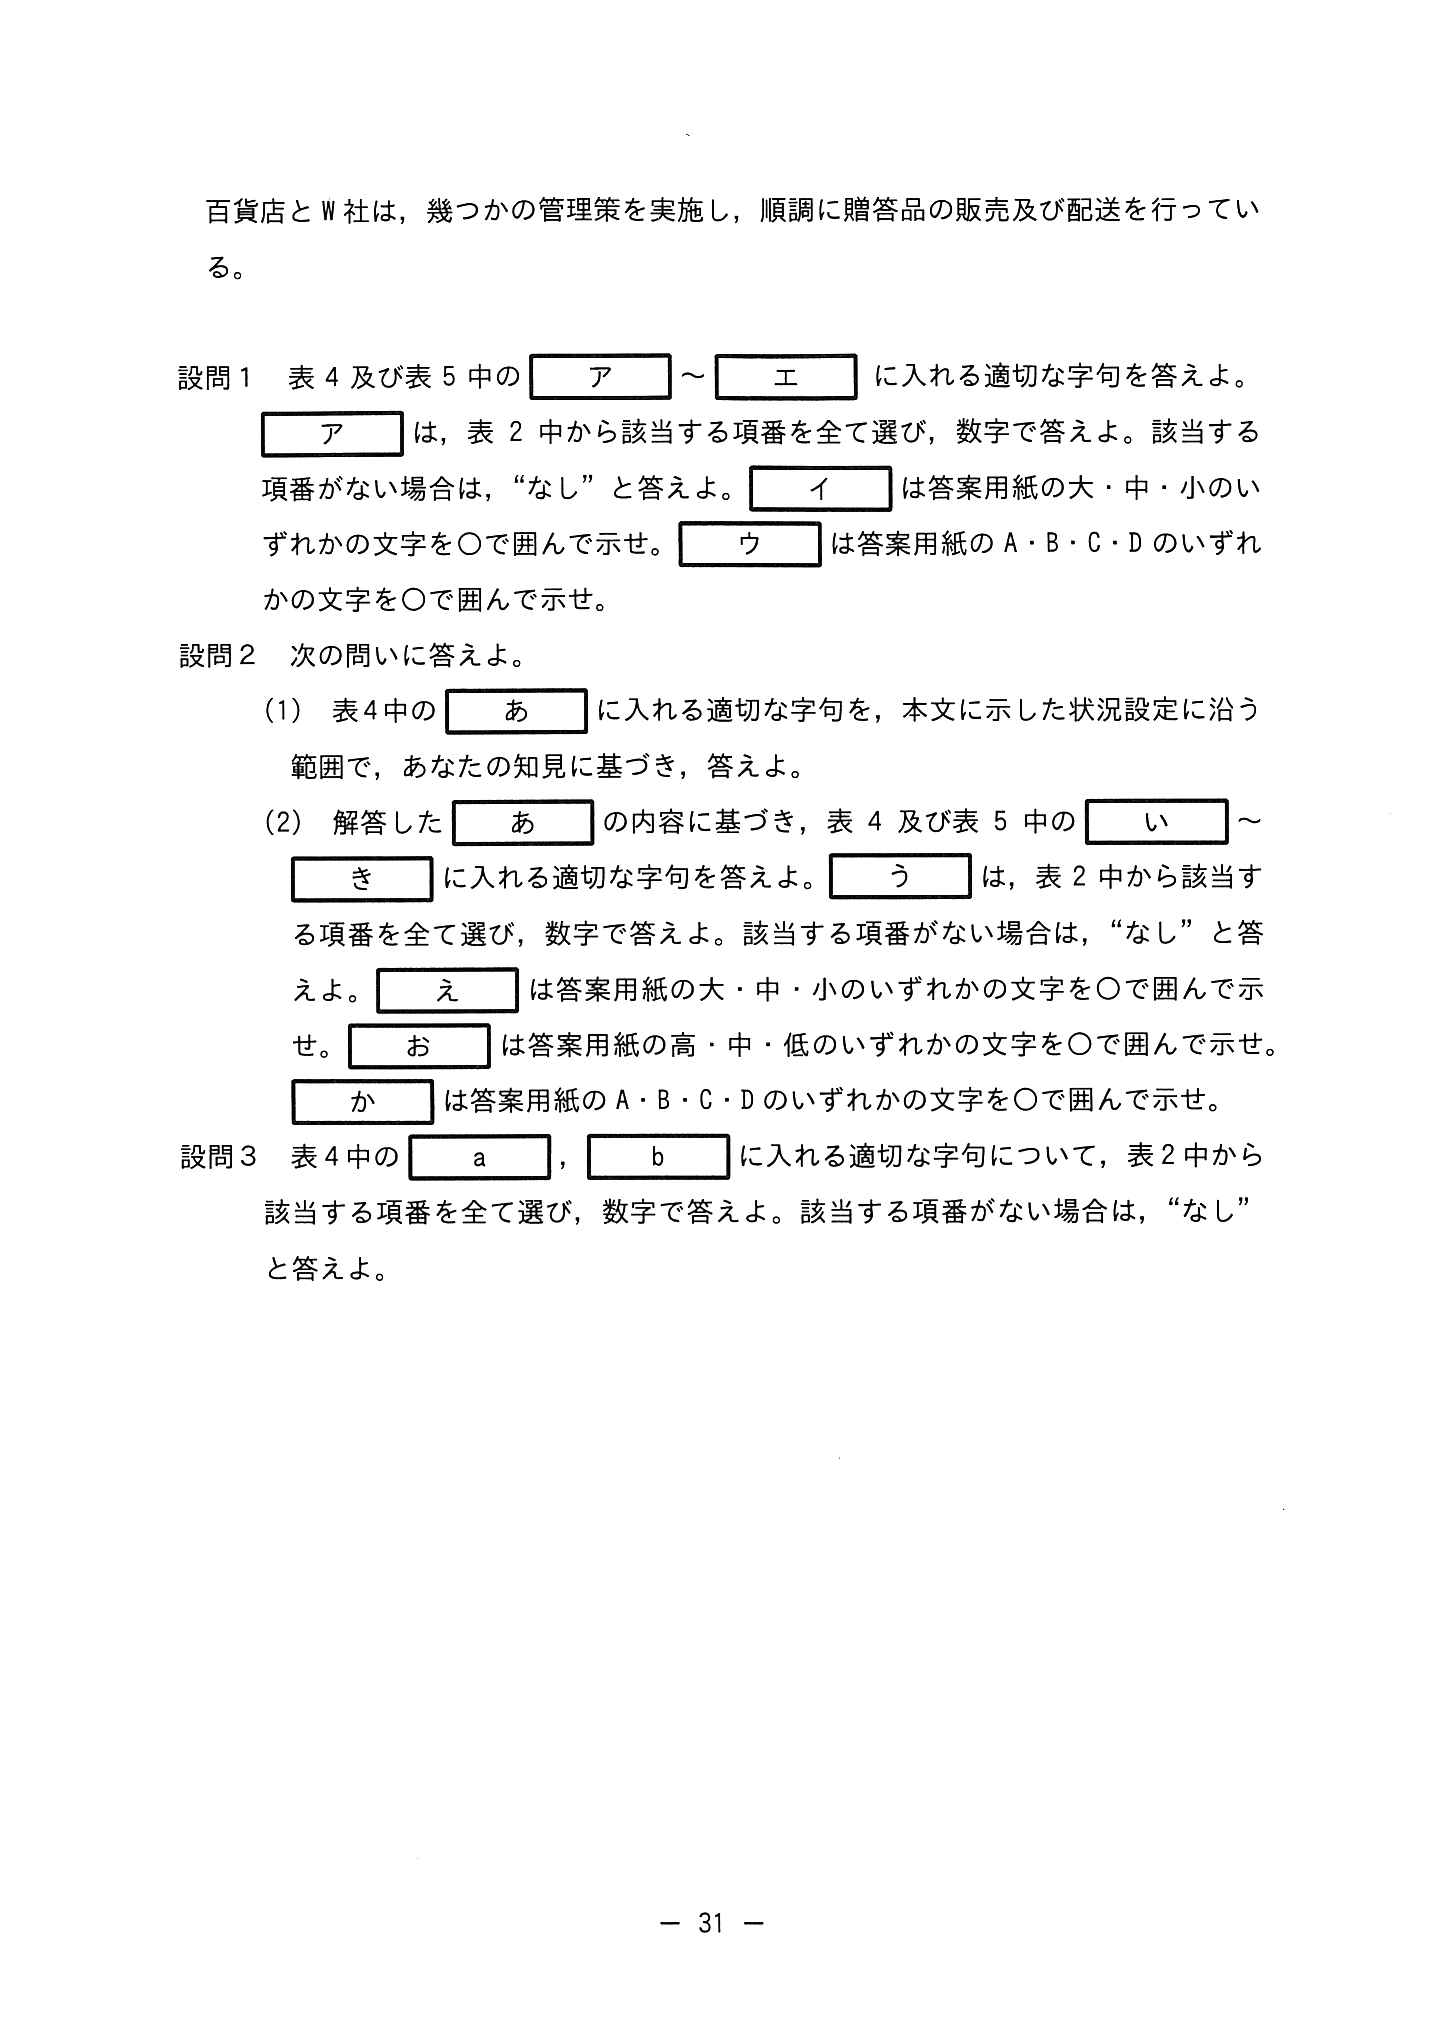 百貨店とW社は，幾つかの管理策を実施し，順調に贈答品の販売及び配送を行ってい
る。
設問1　表4及び表5中の ア ～ エ に入れる適切な字句を答えよ。
ア は，表2中から該当する項番を全て選び，数字で答えよ。該当する
項番がない場合は，“なし”と答えよ。 イ は答案用紙の大・中・小のい
ずれかの文字を○で囲んで示せ。 ウ は答案用紙のA・B・C・Dのいずれ
かの文字を○で囲んで示せ。
設問2　次の問いに答えよ。
(1)　表4中の あ に入れる適切な字句を，本文に示した状況設定に沿う
範囲で，あなたの知見に基づき，答えよ。
(2)　解答した あ の内容に基づき，表4及び表5中の い ～
き に入れる適切な字句を答えよ。 う は，表2中から該当す
る項番を全て選び，数字で答えよ。該当する項番がない場合は，“なし”と答
えよ。 え は答案用紙の大・中・小のいずれかの文字を○で囲んで示
せ。 お は答案用紙の高・中・低のいずれかの文字を○で囲んで示せ。
か は答案用紙のA・B・C・Dのいずれかの文字を○で囲んで示せ。
設問3　表4中の a ， b に入れる適切な字句について，表2中から
該当する項番を全て選び，数字で答えよ。該当する項番がない場合は，“なし”
と答えよ。
－ 31 －